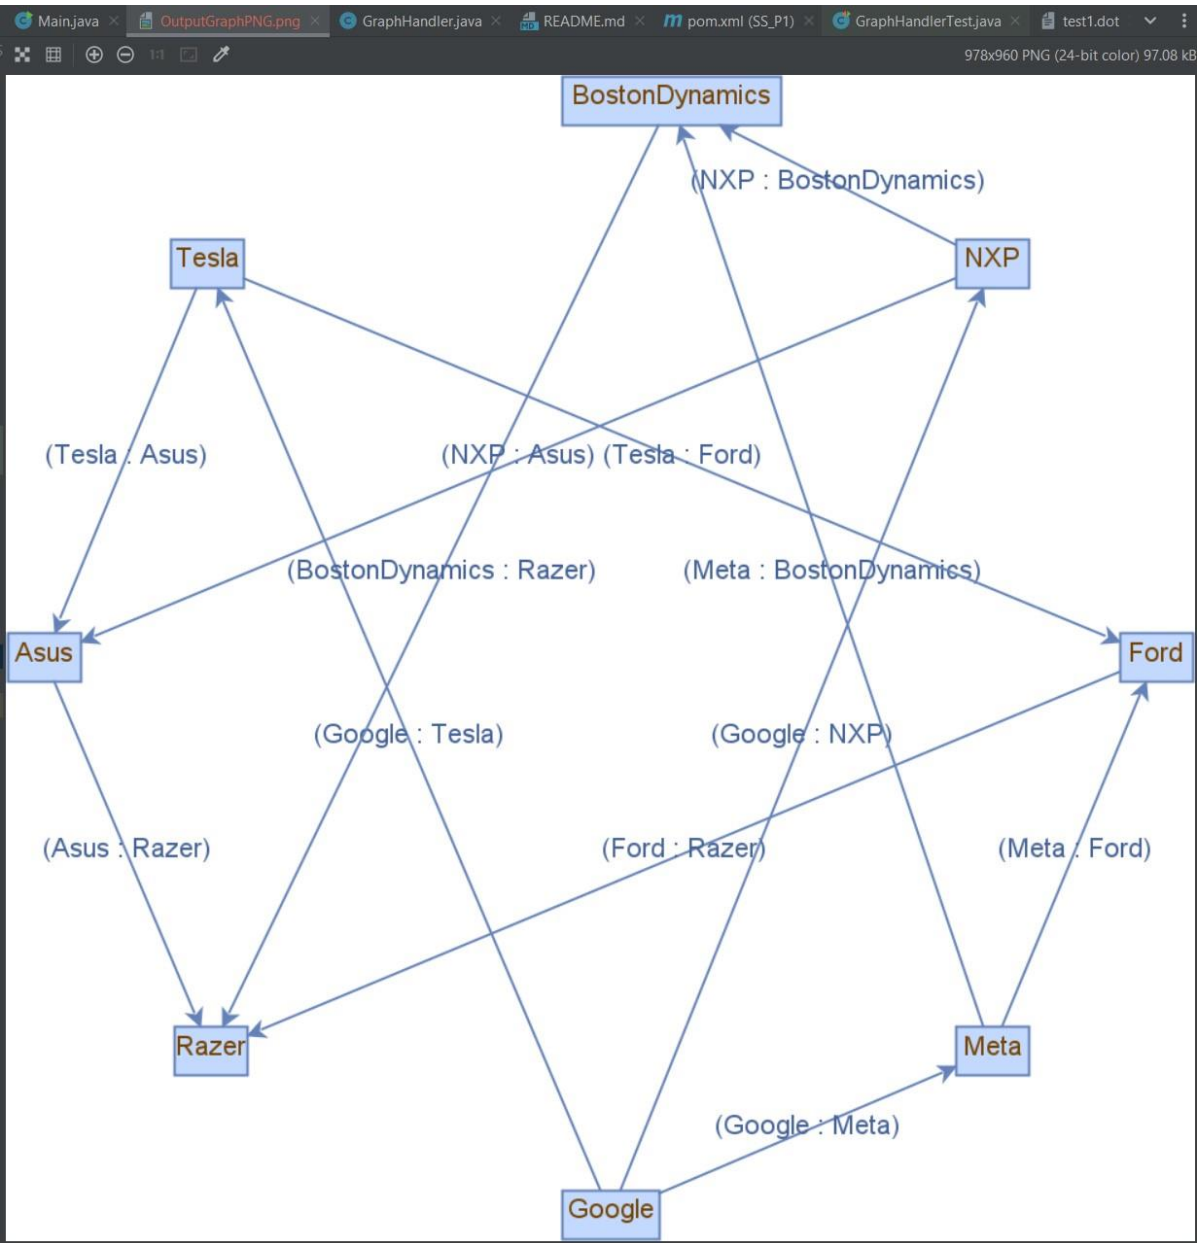 Main.java
OutputGraphPNG.png
GraphHandler.java
README.md
pom.xml (SS_P1)
GraphHandlerTest.java
test1.dot
1:1
978x960 PNG (24-bit color) 97.08 kB
BostonDynamics
(NXP : BostonDynamics)
Tesla
NXP
(Tesla : Asus)
(NXP : Asus)
(Tesla : Ford)
(BostonDynamics : Razer)
(Meta : BostonDynamics)
Asus
Ford
(Google : Tesla)
(Google : NXP)
(Asus : Razer)
(Ford : Razer)
(Meta : Ford)
Razer
Meta
(Google : Meta)
Google